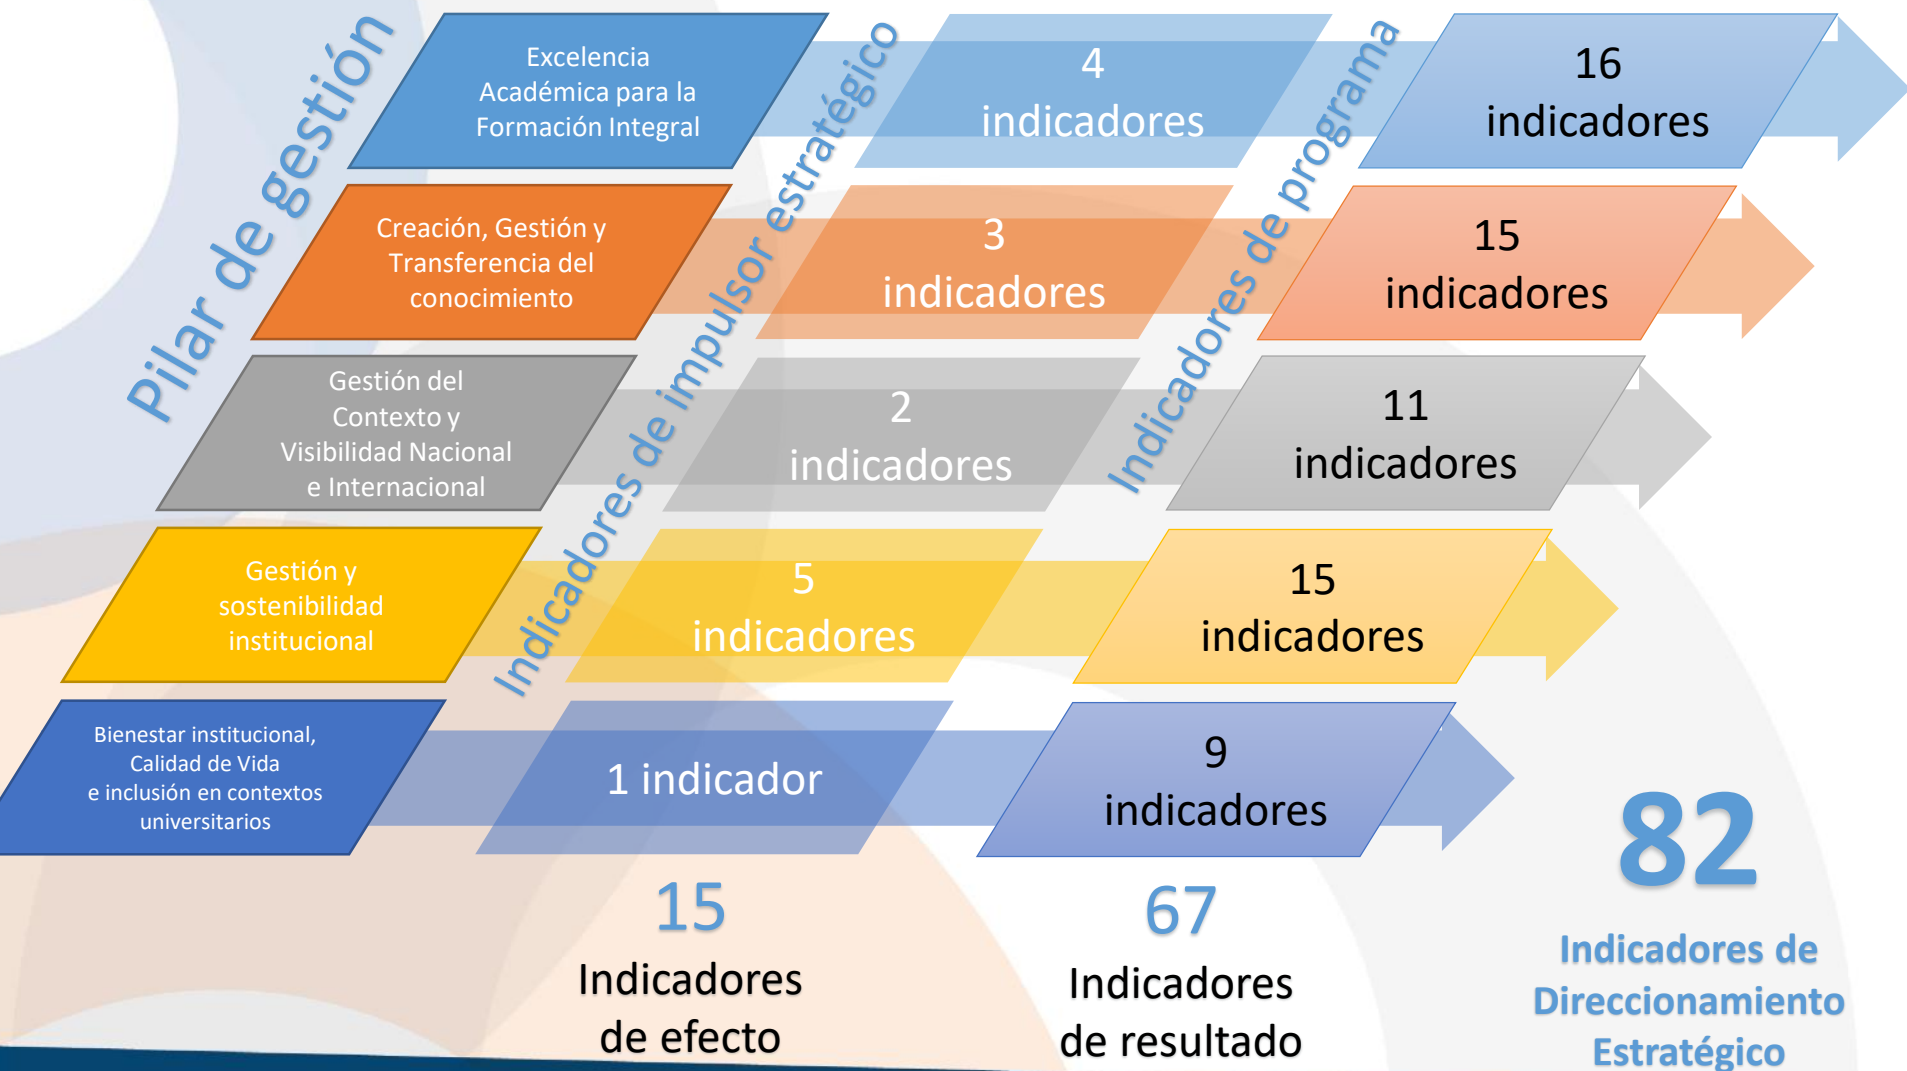 Pilar de gestión
Indicadores de impulsor estratégico
Indicadores de programa
Excelencia
Académica para la
Formación Integral
4
indicadores
16
indicadores
Creación, Gestión y
Transferencia del
conocimiento
3
indicadores
15
indicadores
Gestión del
Contexto y
Visibilidad Nacional
e Internacional
2
indicadores
11
indicadores
Gestión y
sostenibilidad
institucional
5
indicadores
15
indicadores
Bienestar institucional,
Calidad de Vida
e inclusión en contextos
universitarios
1 indicador
9
indicadores
15
Indicadores
de efecto
67
Indicadores
de resultado
82
Indicadores de
Direccionamiento
Estratégico